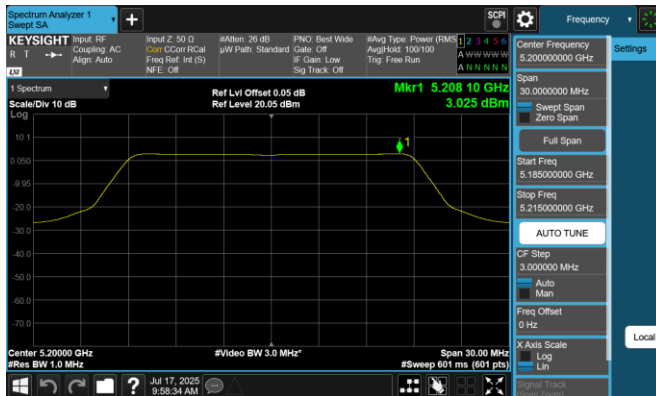 Spectrum Analyzer 1
Swept SA
SCPI
Frequency
KEYSIGHT
R T
LXI
Input: RF
Coupling: AC
Align: Auto
Input Z: 50 Ω
Corr CCorr RCal
Freq Ref: Int (S)
NFE: Off
#Atten: 26 dB
µW Path: Standard
PNO: Best Wide
Gate: Off
IF Gain: Low
Sig Track: Off
#Avg Type: Power (RMS
Avg|Hold: 100/100
Trig: Free Run
1 2 3 4 5 6
A W W W W W
A N N N N N
1 Spectrum
Scale/Div 10 dB
Log
Ref Lvl Offset 0.05 dB
Ref Level 20.05 dBm
Mkr1 5.208 10 GHz
3.025 dBm
1
10.1
0.050
-9.95
-20.0
-30.0
-40.0
-50.0
-60.0
-70.0
Center 5.20000 GHz
#Res BW 1.0 MHz
#Video BW 3.0 MHz*
Span 30.00 MHz
#Sweep 601 ms (601 pts)
Center Frequency
5.200000000 GHz
Settings
Span
30.0000000 MHz
Swept Span
Zero Span
Full Span
Start Freq
5.185000000 GHz
Stop Freq
5.215000000 GHz
AUTO TUNE
CF Step
3.000000 MHz
Auto
Man
Freq Offset
0 Hz
X Axis Scale
Log
Lin
Local
Signal Track
(Span Zoom)
?
Jul 17, 2025
9:58:34 AM